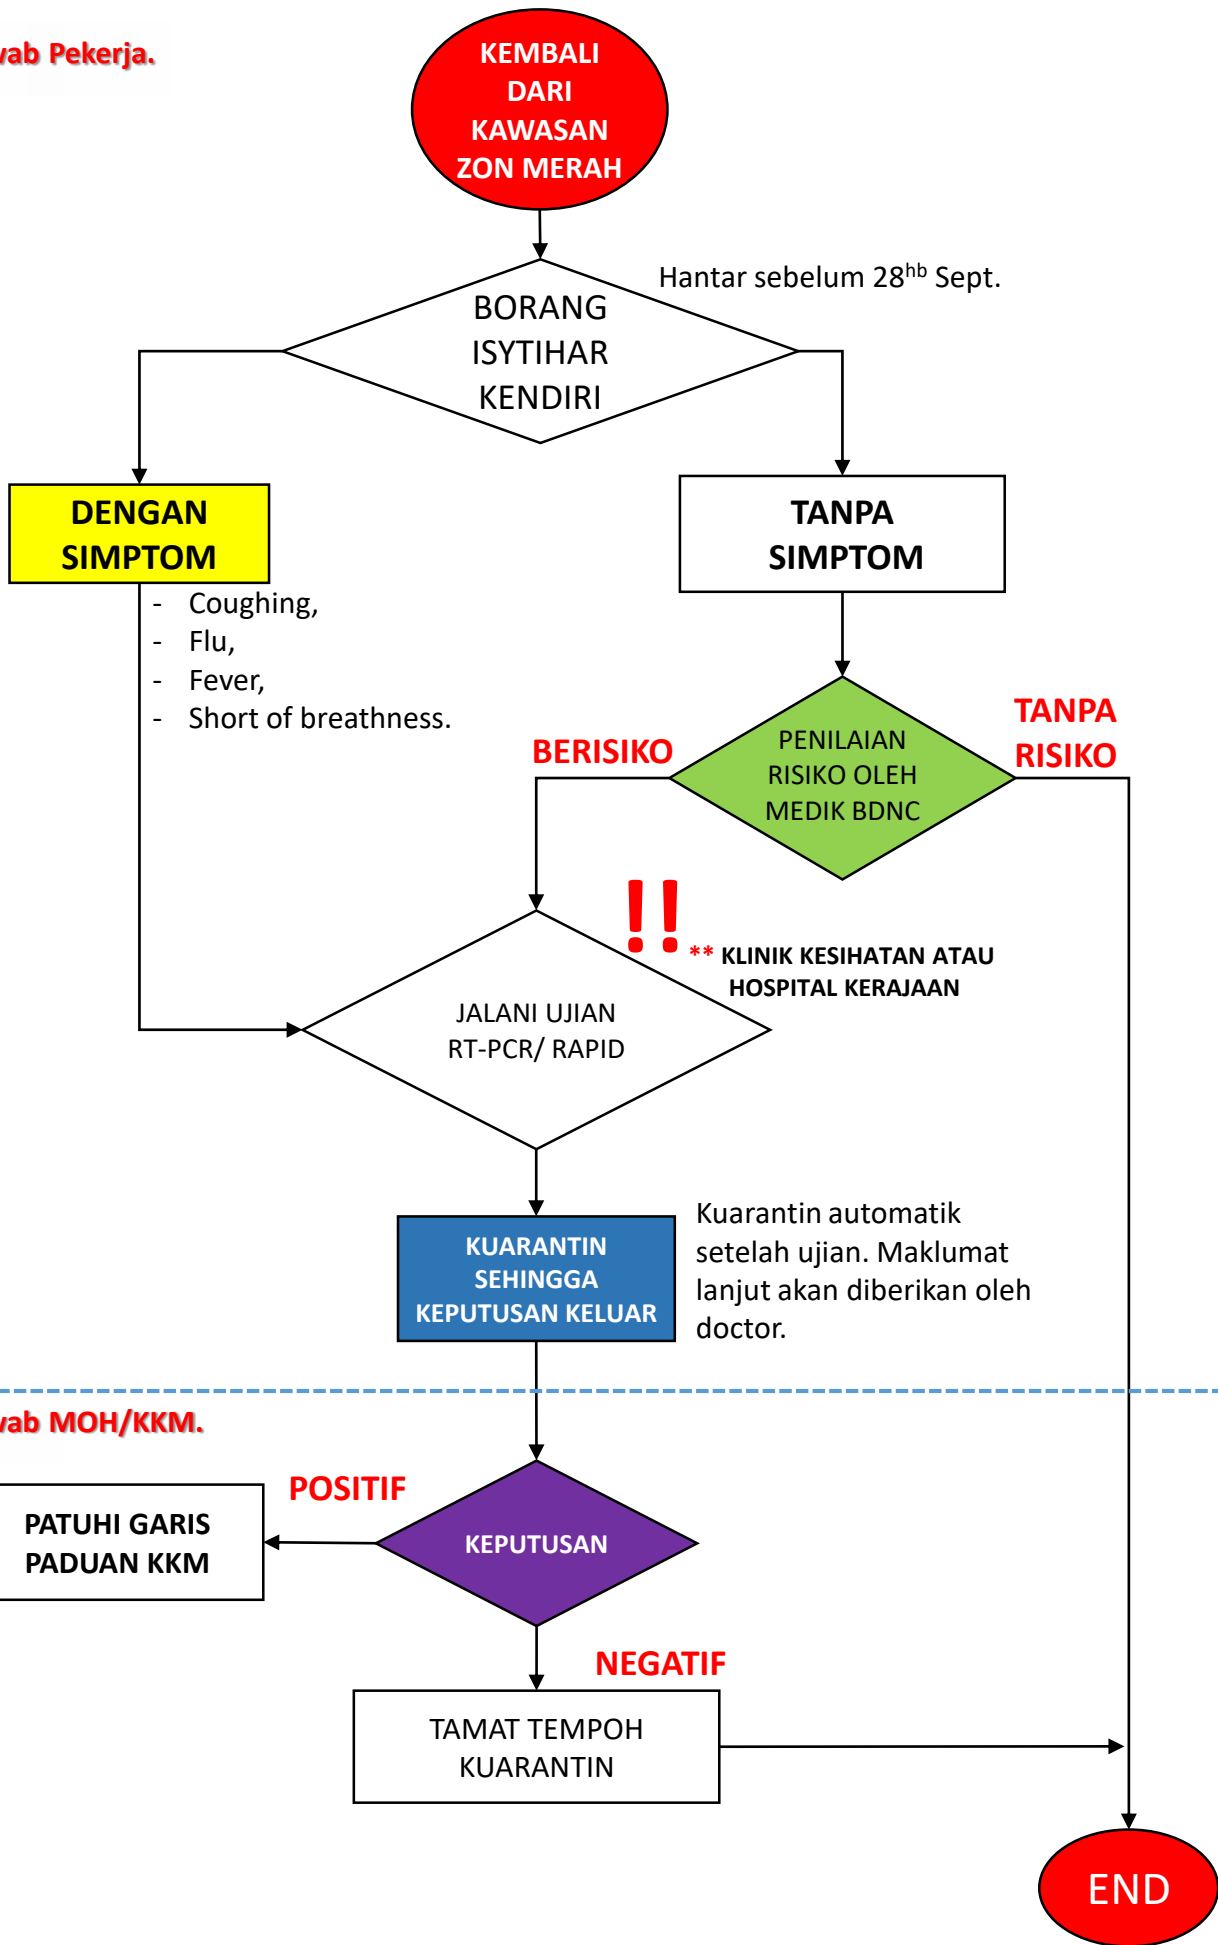 Pekerja.
KEMBALI
DARI
KAWASAN
ZON MERAH
Hantar sebelum 28hb Sept.
BORANG
ISYTIHAR
KENDIRI
DENGAN
SIMPTOM
TANPA
SIMPTOM
- Coughing,
- Flu,
- Fever,
- Short of breathness.
BERISIKO
PENILAIAN
RISIKO OLEH
MEDIK BDNC
TANPA
RISIKO
!!
** KLINIK KESIHATAN ATAU
HOSPITAL KERAJAAN
JALANI UJIAN
RT-PCR/ RAPID
KUARANTIN
SEHINGGA
KEPUTUSAN KELUAR
Kuarantin automatik
setelah ujian. Maklumat
lanjut akan diberikan oleh
doctor.
MOH/KKM.
POSITIF
PATUHI GARIS
PADUAN KKM
KEPUTUSAN
NEGATIF
TAMAT TEMPOH
KUARANTIN
END